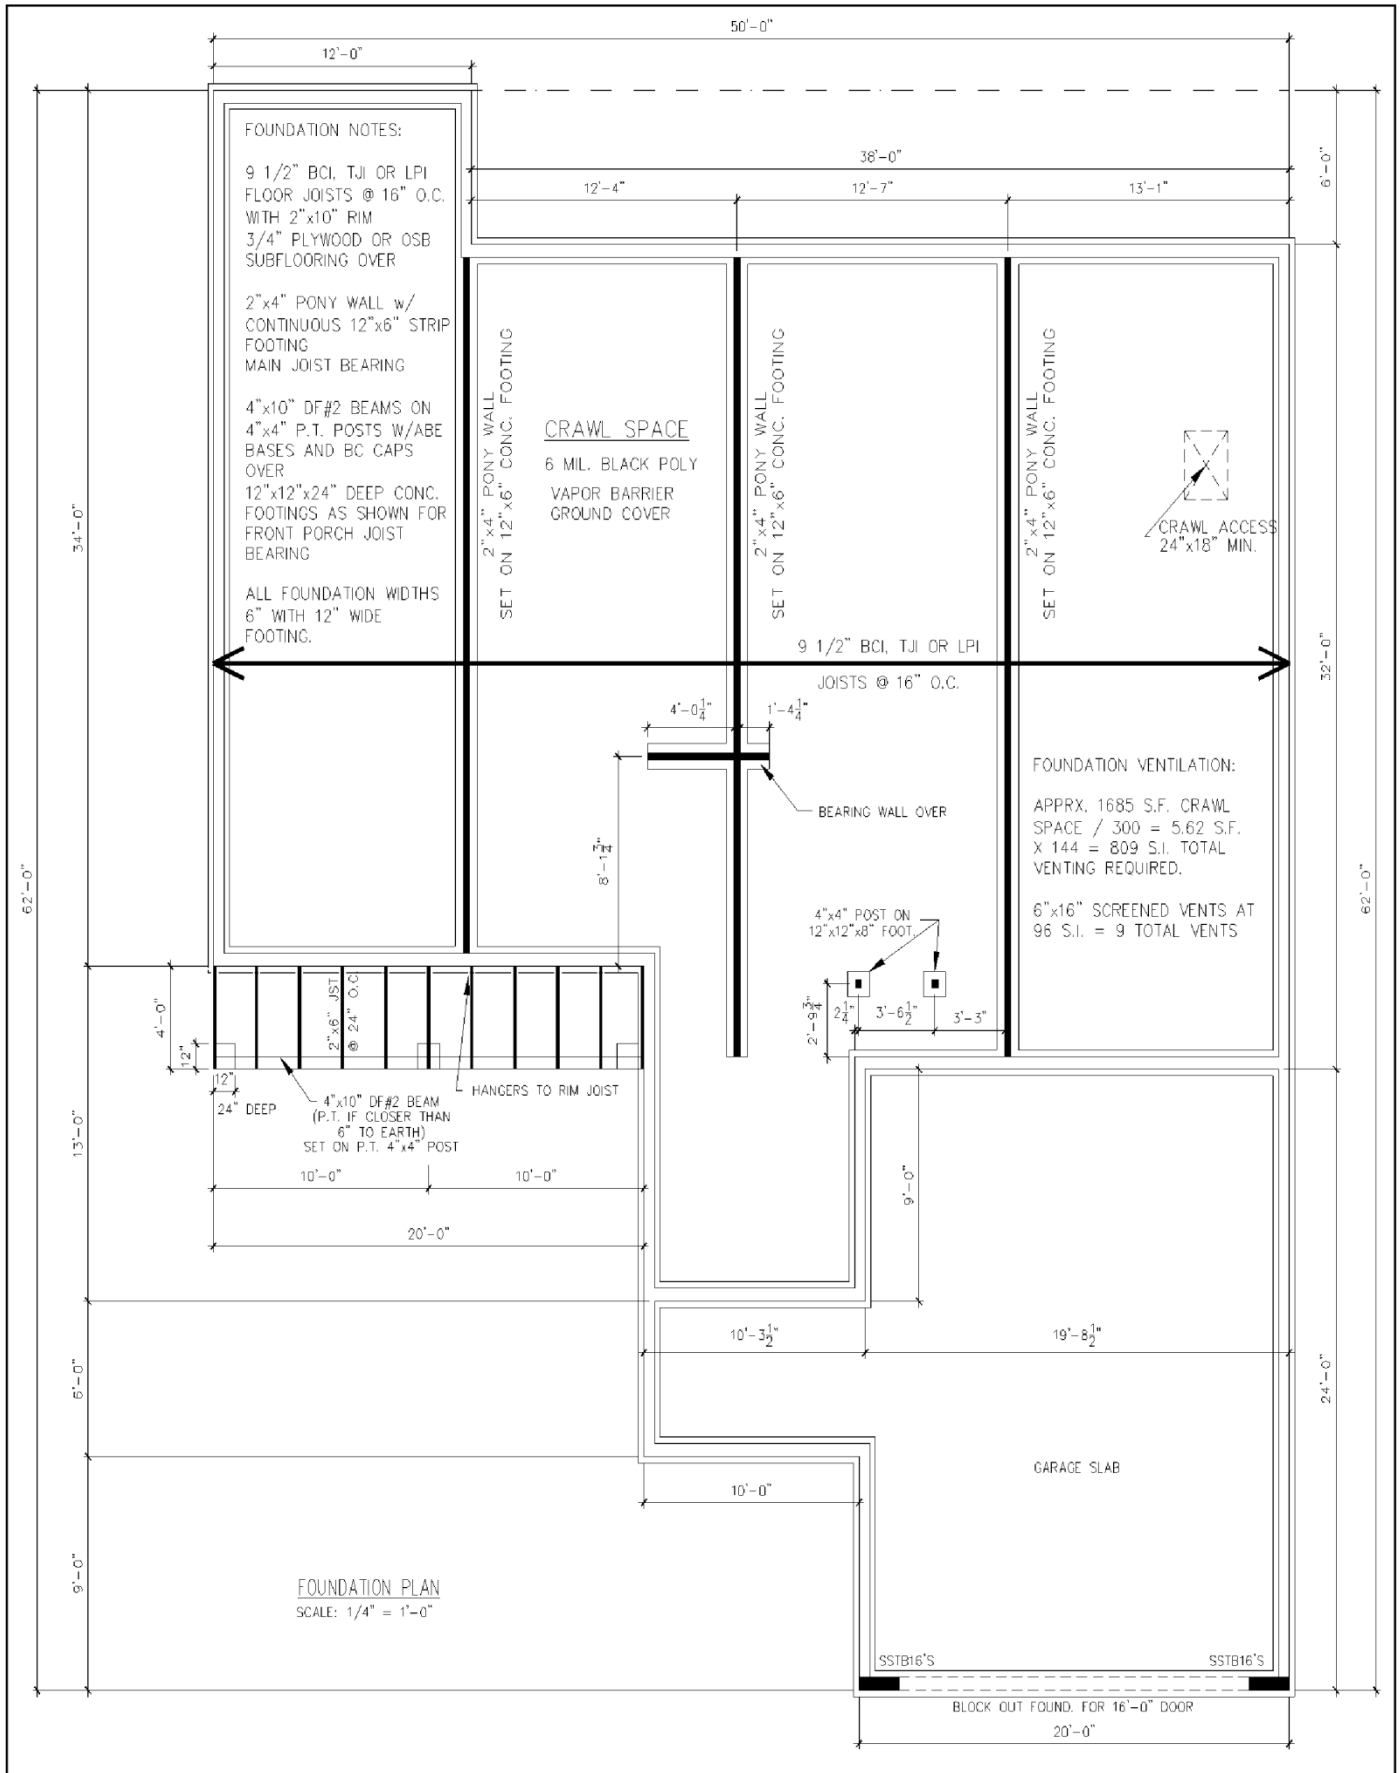 50'-0"
12'-0"
38'-0"
12'-4"
12'-7"
13'-1"
6'-0"
FOUNDATION NOTES:
9 1/2" BCI, TJI OR LPI
FLOOR JOISTS @ 16" O.C.
WITH 2"x10" RIM
3/4" PLYWOOD OR OSB
SUBFLOORING OVER
2"x4" PONY WALL w/
CONTINUOUS 12"x6" STRIP
FOOTING
MAIN JOIST BEARING
4"x10" DF#2 BEAMS ON
4"x4" P.T. POSTS W/ABE
BASES AND BC CAPS
OVER
12"x12"x24" DEEP CONC.
FOOTINGS AS SHOWN FOR
FRONT PORCH JOIST
BEARING
ALL FOUNDATION WIDTHS
6" WITH 12" WIDE
FOOTING.
2"x4" PONY WALL
SET ON 12"x6" CONC. FOOTING
CRAWL SPACE
6 MIL. BLACK POLY
VAPOR BARRIER
GROUND COVER
2"x4" PONY WALL
SET ON 12"x6" CONC. FOOTING
2"x4" PONY WALL
SET ON 12"x6" CONC. FOOTING
CRAWL ACCESS
24"x18" MIN.
34'-0"
32'-0"
9 1/2" BCI, TJI OR LPI
JOISTS @ 16" O.C.
4'-0 1/4"
1'-4 1/4"
BEARING WALL OVER
8'-1 3/4"
FOUNDATION VENTILATION:
APPRX. 1685 S.F. CRAWL
SPACE / 300 = 5.62 S.F.
X 144 = 809 S.I. TOTAL
VENTING REQUIRED.
6"x16" SCREENED VENTS AT
96 S.I. = 9 TOTAL VENTS
62'-0"
62'-0"
4"x4" POST ON
12"x12"x8" FOOT.
2'-9 3/4"
2 1/4"
3'-6 1/2"
3'-3"
4'-0"
12"
12"
24" DEEP
2"x6" JST
@ 24" O.C.
4"x10" DF#2 BEAM
(P.T. IF CLOSER THAN
6" TO EARTH)
SET ON P.T. 4"x4" POST
HANGERS TO RIM JOIST
13'-0"
10'-0"
10'-0"
20'-0"
9'-0"
10'-3 1/2"
19'-8 1/2"
6'-0"
24'-0"
10'-0"
GARAGE SLAB
9'-0"
FOUNDATION PLAN
SCALE: 1/4" = 1'-0"
SSTB16'S
SSTB16'S
BLOCK OUT FOUND. FOR 16'-0" DOOR
20'-0"